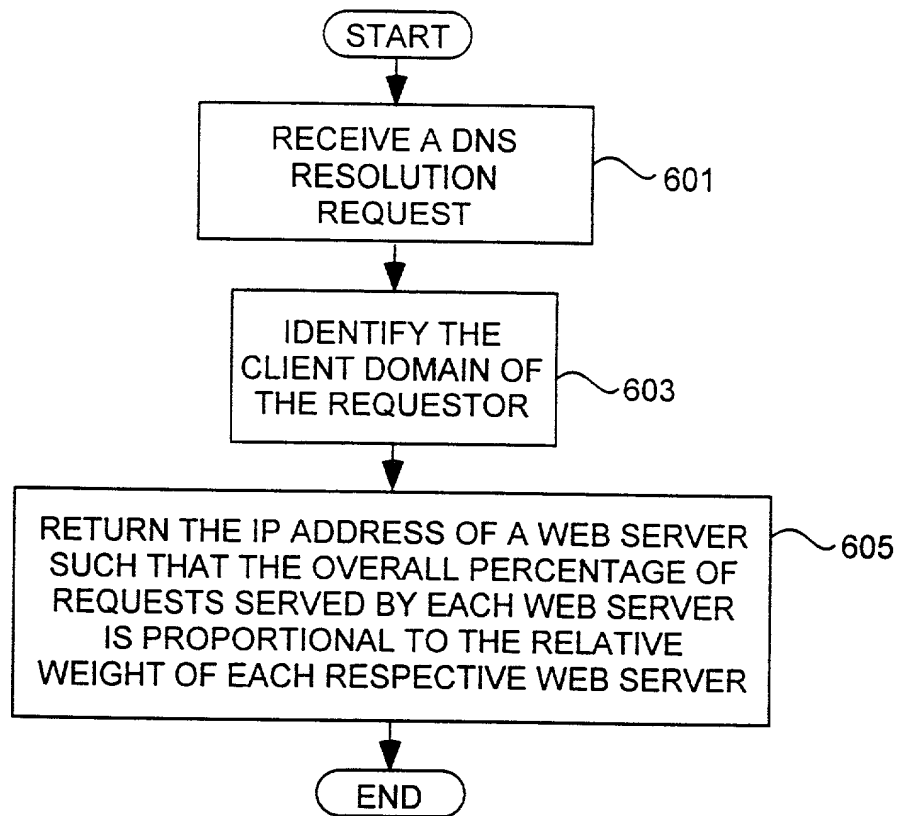 START
RECEIVE A DNS
RESOLUTION
REQUEST
601
IDENTIFY THE
CLIENT DOMAIN OF
THE REQUESTOR
603
RETURN THE IP ADDRESS OF A WEB SERVER
SUCH THAT THE OVERALL PERCENTAGE OF
REQUESTS SERVED BY EACH WEB SERVER
IS PROPORTIONAL TO THE RELATIVE
WEIGHT OF EACH RESPECTIVE WEB SERVER
605
END